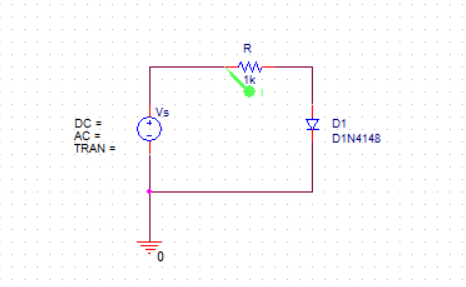 R
1k
I
Vs
DC =
AC =
TRAN =
D1
D1N4148
0